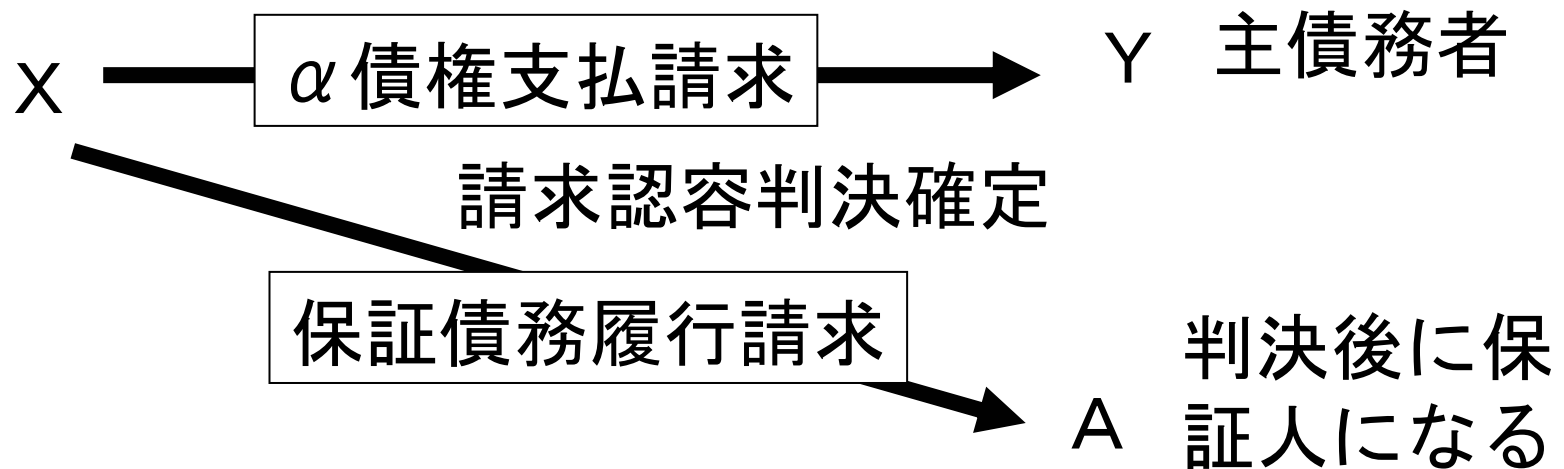 X
α債権支払請求
Y 主債務者
請求認容判決確定
保証債務履行請求
A
判決後に保
証人になる